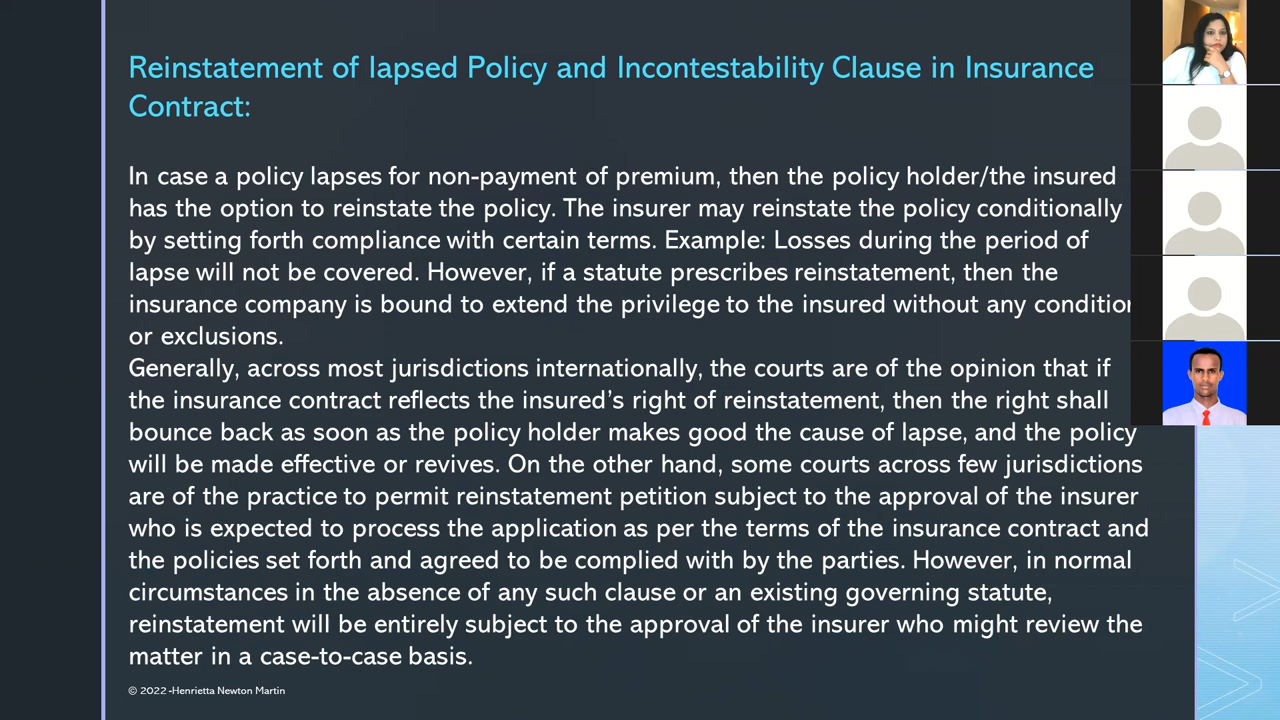 Reinstatement of lapsed Policy and Incontestability Clause in Insurance
Contract:
In case a policy lapses for non-payment of premium, then the policy holder/the insured
has the option to reinstate the policy. The insurer may reinstate the policy conditionally
by setting forth compliance with certain terms. Example: Losses during the period of
lapse will not be covered. However, if a statute prescribes reinstatement, then the
insurance company is bound to extend the privilege to the insured without any condition
or exclusions.
Generally, across most jurisdictions internationally, the courts are of the opinion that if
the insurance contract reflects the insured’s right of reinstatement, then the right shall
bounce back as soon as the policy holder makes good the cause of lapse, and the policy
will be made effective or revives. On the other hand, some courts across few jurisdictions
are of the practice to permit reinstatement petition subject to the approval of the insurer
who is expected to process the application as per the terms of the insurance contract and
the policies set forth and agreed to be complied with by the parties. However, in normal
circumstances in the absence of any such clause or an existing governing statute,
reinstatement will be entirely subject to the approval of the insurer who might review the
matter in a case-to-case basis.
© 2022 -Henrietta Newton Martin